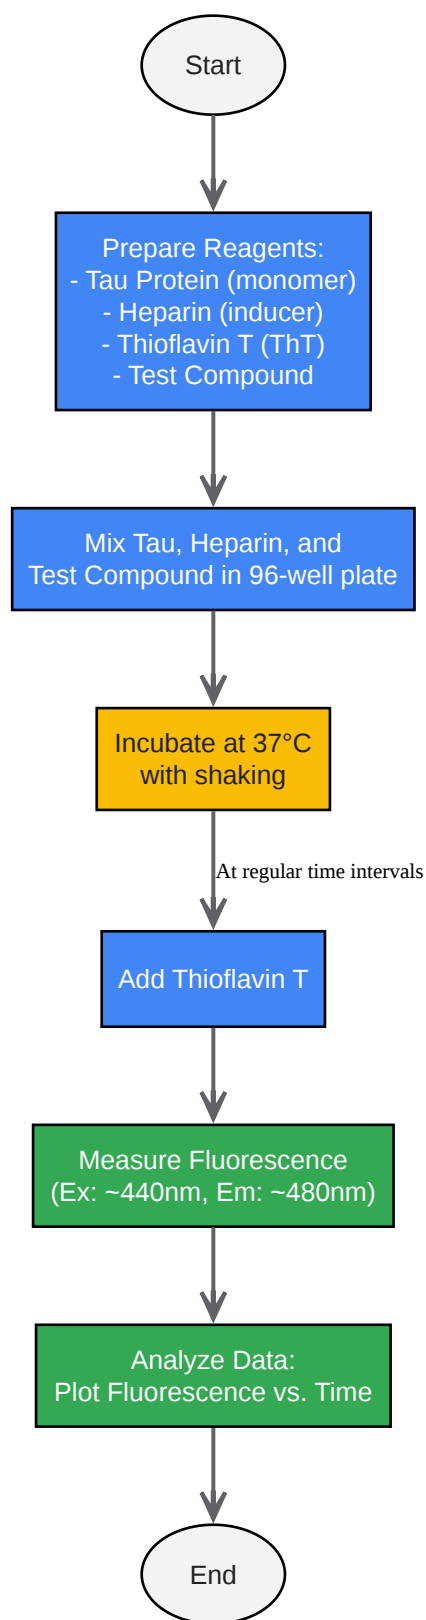 Start
Prepare Reagents:
- Tau Protein (monomer)
- Heparin (inducer)
- Thioflavin T (ThT)
- Test Compound
Mix Tau, Heparin, and
Test Compound in 96-well plate
Incubate at 37°C
with shaking
At regular time intervals
Add Thioflavin T
Measure Fluorescence
(Ex: ~440nm, Em: ~480nm)
Analyze Data:
Plot Fluorescence vs. Time
End